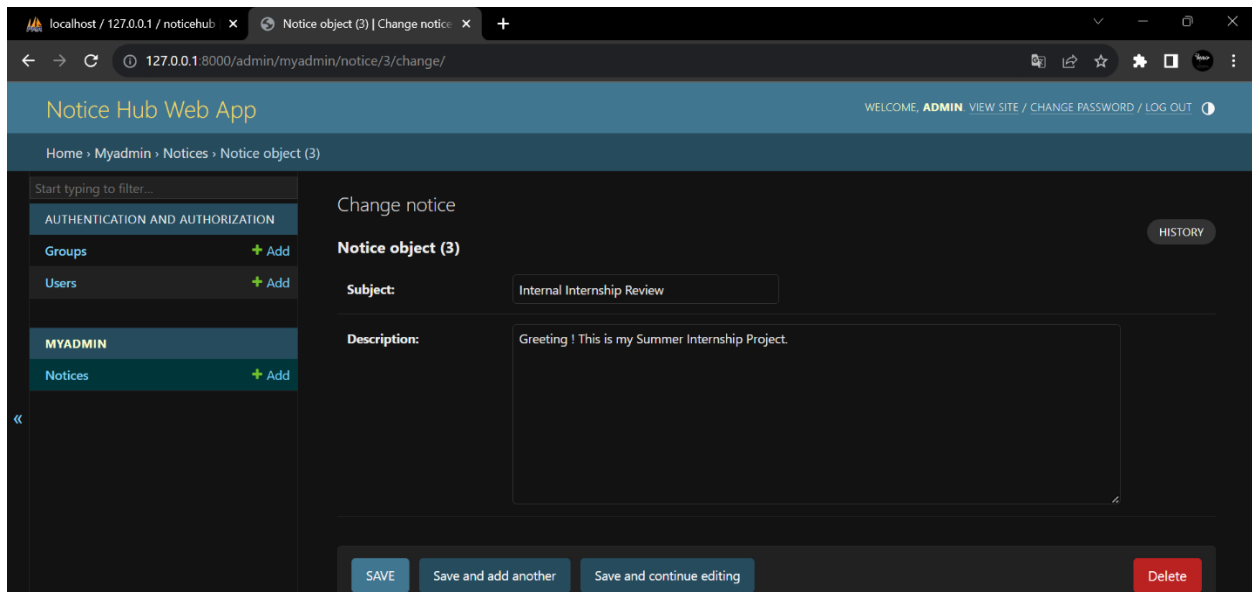 localhost / 127.0.0.1 / noticehub
Notice object (3) | Change notice
127.0.0.1:8000/admin/myadmin/notice/3/change/
Notice Hub Web App
WELCOME, ADMIN. VIEW SITE / CHANGE PASSWORD / LOG OUT
Home › Myadmin › Notices › Notice object (3)
Start typing to filter...
AUTHENTICATION AND AUTHORIZATION
Groups + Add
Users + Add
MYADMIN
Notices + Add
«
Change notice
HISTORY
Notice object (3)
Subject: Internal Internship Review
Description: Greeting ! This is my Summer Internship Project.
SAVE Save and add another Save and continue editing Delete